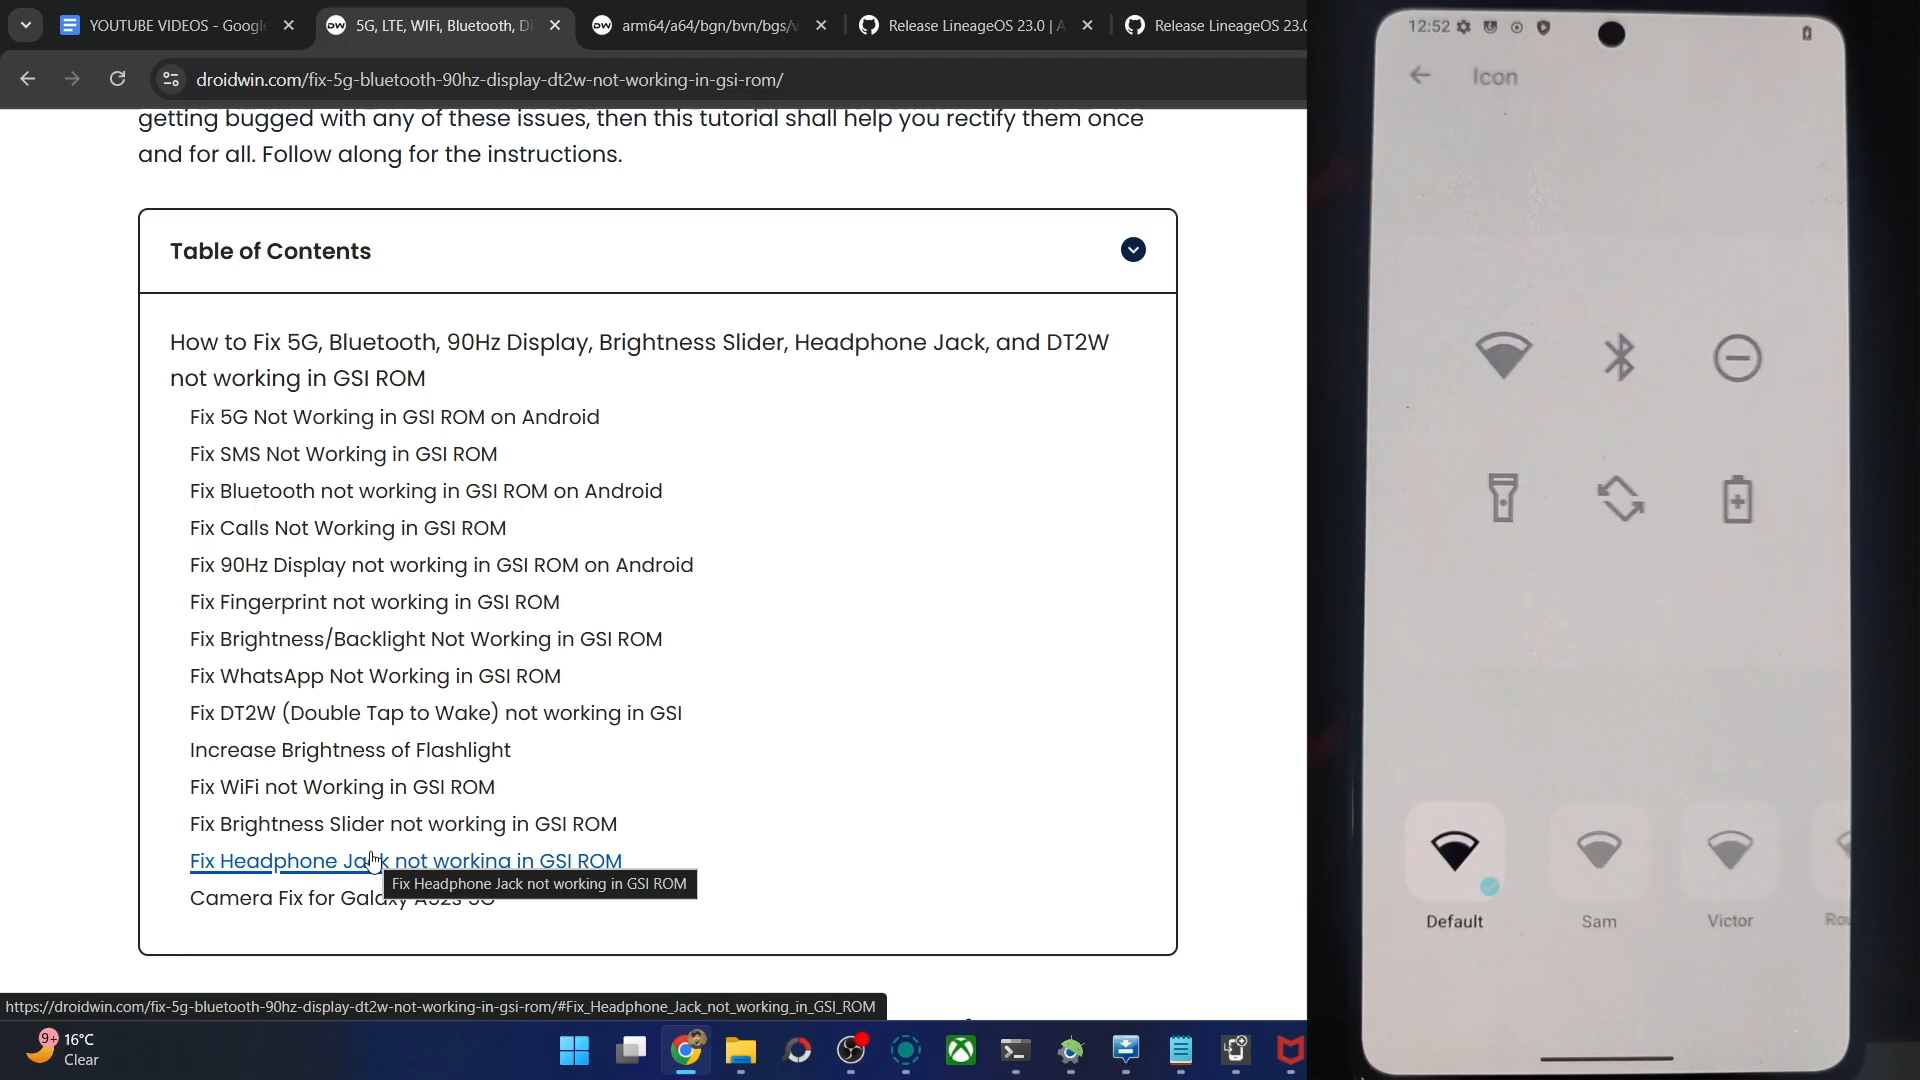 YOUTUBE VIDEOS - Googl
5G, LTE, WiFi, Bluetooth, Di
arm64/a64/bgn/bvn/bgs/v
Release LineageOS 23.0 | A
Release LineageOS 23.0
droidwin.com/fix-5g-bluetooth-90hz-display-dt2w-not-working-in-gsi-rom/
getting bugged with any of these issues, then this tutorial shall help you rectify them once
and for all. Follow along for the instructions.
Table of Contents
How to Fix 5G, Bluetooth, 90Hz Display, Brightness Slider, Headphone Jack, and DT2W
not working in GSI ROM
Fix 5G Not Working in GSI ROM on Android
Fix SMS Not Working in GSI ROM
Fix Bluetooth not working in GSI ROM on Android
Fix Calls Not Working in GSI ROM
Fix 90Hz Display not working in GSI ROM on Android
Fix Fingerprint not working in GSI ROM
Fix Brightness/Backlight Not Working in GSI ROM
Fix WhatsApp Not Working in GSI ROM
Fix DT2W (Double Tap to Wake) not working in GSI
Increase Brightness of Flashlight
Fix WiFi not Working in GSI ROM
Fix Brightness Slider not working in GSI ROM
Fix Headphone Jack not working in GSI ROM
Fix Headphone Jack not working in GSI ROM
Camera Fix for Galaxy A52s 5G
https://droidwin.com/fix-5g-bluetooth-90hz-display-dt2w-not-working-in-gsi-rom/#Fix_Headphone_Jack_not_working_in_GSI_ROM
9+
16°C
Clear
12:52
Icon
Default
Sam
Victor
Rou